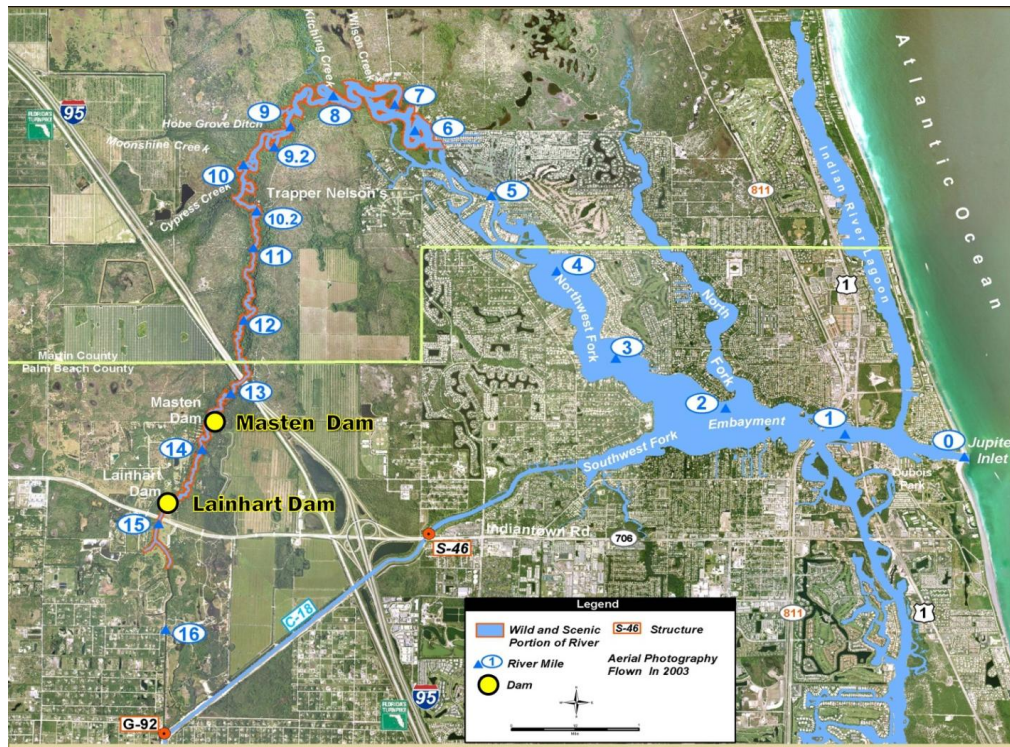 Kitching Creek
Wilson Creek
Atlantic Ocean
95
Hobe Grove Ditch
Moonshine Creek
9
8
7
6
9.2
10
Trapper Nelson's
Cypress Creek
10.2
5
811
Indian River Lagoon
11
4
1
Northwest Fork
North Fork
12
3
Martin County
Palm Beach County
13
Masten
Dam
Masten Dam
2
Embayment
1
0
Jupiter
Inlet
14
Southwest Fork
Dubois
Park
Lainhart
Dam
Lainhart Dam
15
Indiantown Rd
706
S-46
C-18
16
811
1
95
G-92
Legend
Wild and Scenic
Portion of River
S-46 Structure
1 River Mile
Aerial Photography
Flown In 2003
Dam